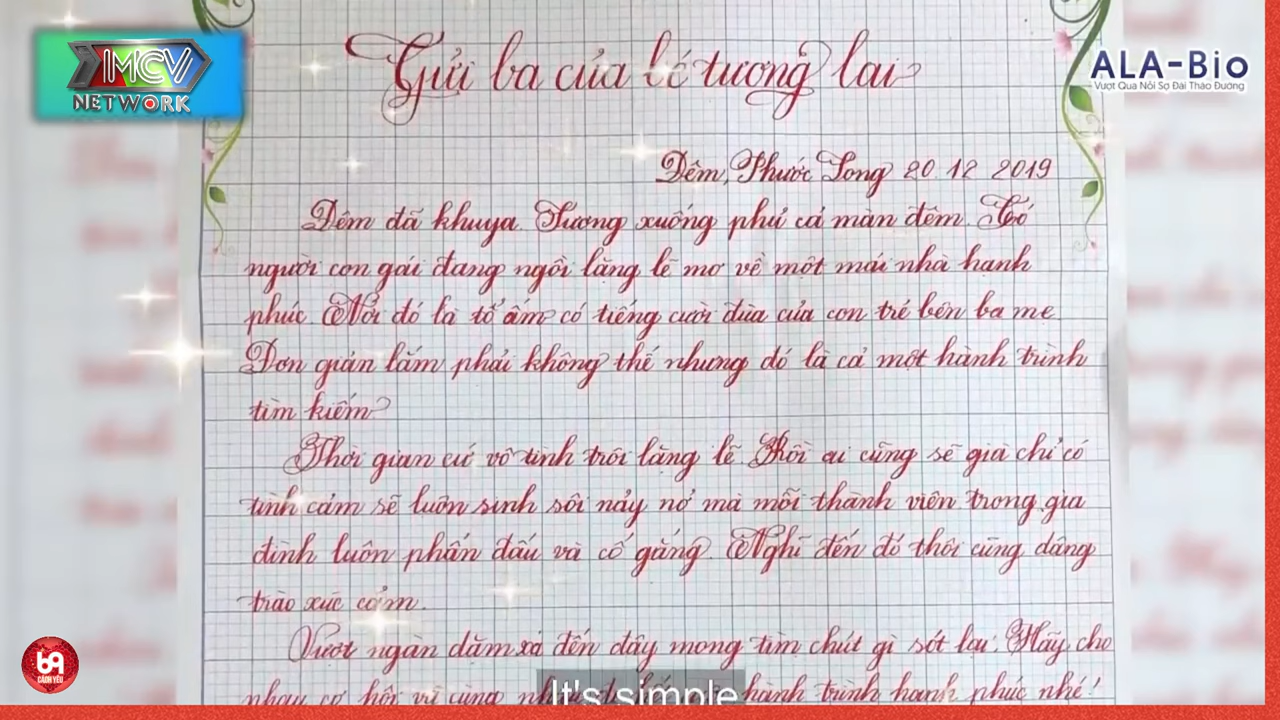 MCV
NETWORK
ALA-Bio
Vượt Qua Nỗi Sợ Đái Tháo Đường
Gửi ba của bé tương lai
Đêm, Phước Long 20 12 2019
Đêm đã khuya. Sương xuống phủ cả màn đêm. Có
người con gái đang ngồi lặng lẽ mơ về một mái nhà hạnh
phúc. Nơi đó là tổ ấm có tiếng cười đùa của con trẻ bên ba mẹ
Đơn giản lắm phải không thế nhưng đó là cả một hành trình
tìm kiếm
Thời gian cứ vô tình trôi lặng lẽ. Rồi ai cũng sẽ già chỉ có
tình cảm sẽ luôn sinh sôi nảy nở mà mỗi thành viên trong gia
đình luôn phấn đấu và cố gắng. Nghĩ đến đó thôi cũng dâng
trào xúc cảm.
Vượt ngàn dặm xa đến đây mong tìm chút gì sót lại. Hãy cho
nhau cơ hội và cùng hành trình hạnh phúc nhé!
It's simple
CÁCH YÊU